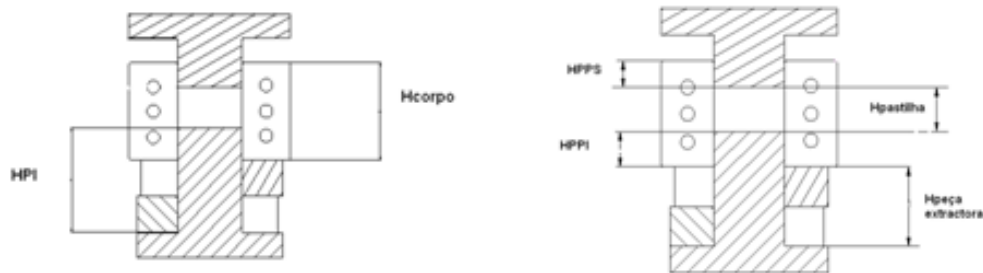 Hcorpo
HPI
HPPS
Hpastilha
HPPI
Hpeça
extractora